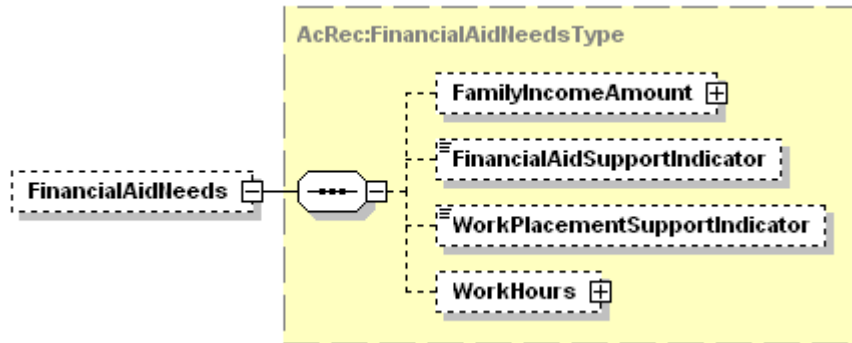 AcRec:FinancialAidNeedsType
FamilyIncomeAmount
FinancialAidSupportIndicator
FinancialAidNeeds
WorkPlacementSupportIndicator
WorkHours